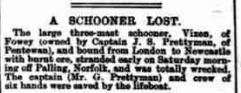 A SCHOONER LOST.
The large three-mast schooner, Vixen, of
Fowey (owned by Captain J. S. Prettyman, of
Pentewan), and bound from London to Newcastle
with burnt ore, stranded early on Saturday morn-
ing off Palling, Norfolk, and was totally wrecked.
The captain (Mr. G. Prettyman) and crew of
six hands were saved by the lifeboat.